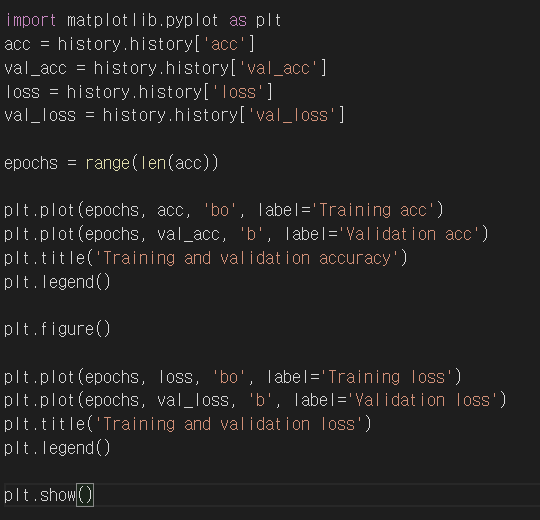 import matplotlib.pyplot as plt
acc = history.history['acc']
val_acc = history.history['val_acc']
loss = history.history['loss']
val_loss = history.history['val_loss']
epochs = range(len(acc))
plt.plot(epochs, acc, 'bo', label='Training acc')
plt.plot(epochs, val_acc, 'b', label='Validation acc')
plt.title('Training and validation accuracy')
plt.legend()
plt.figure()
plt.plot(epochs, loss, 'bo', label='Training loss')
plt.plot(epochs, val_loss, 'b', label='Validation loss')
plt.title('Training and validation loss')
plt.legend()
plt.show()